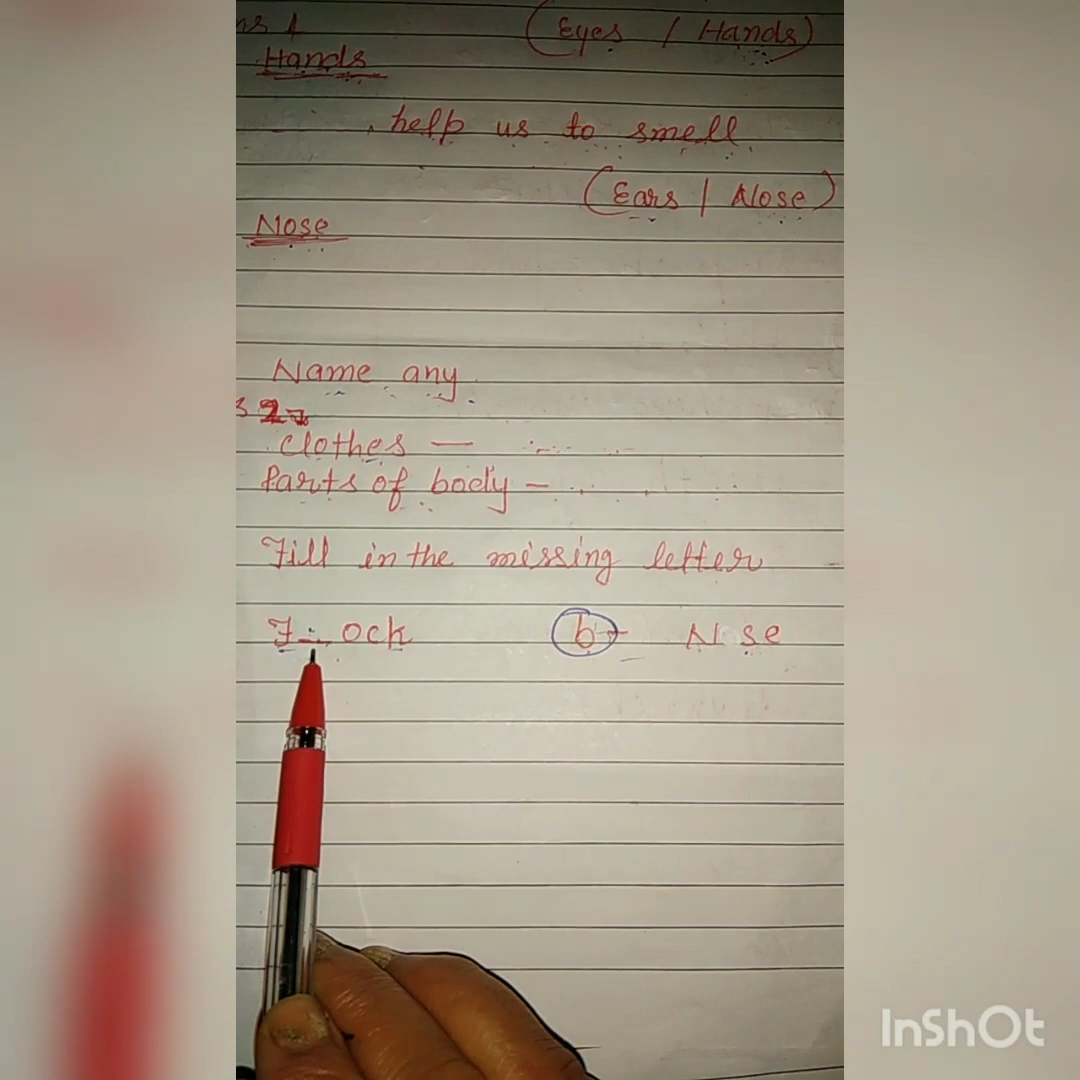 (Eyes / Hands)
Hands
help us to smell
(Ears / Nose)
Nose
Name any
clothes —
Parts of body —
Fill in the missing letter
F_ock b- N se
InShOt